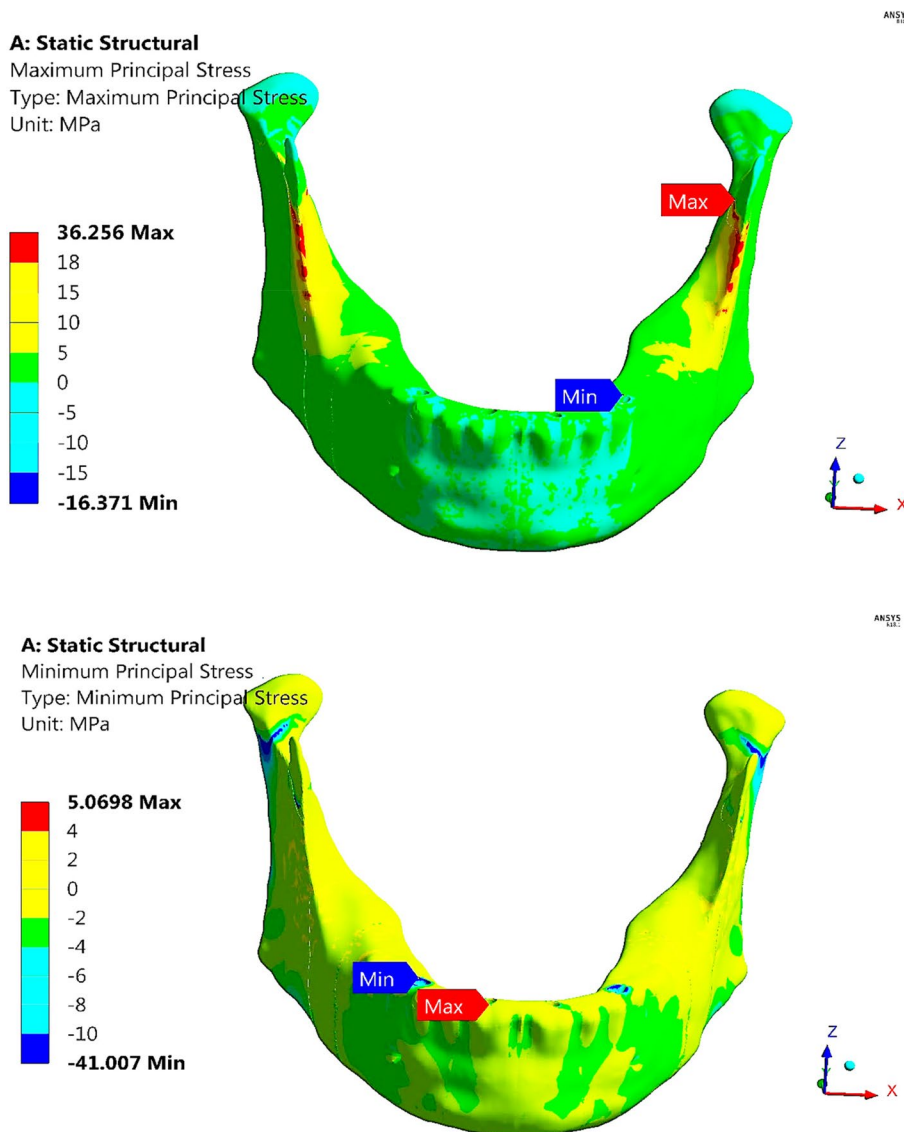 ANSY
A: Static Structural
Maximum Principal Stress
Type: Maximum Principal Stress
Unit: MPa
36.256 Max
18
15
10
5
0
-5
-10
-15
-16.371 Min
Max
Min
Z
X
ANSYS
A: Static Structural
Minimum Principal Stress
Type: Minimum Principal Stress
Unit: MPa
5.0698 Max
4
2
0
-2
-4
-6
-8
-10
-41.007 Min
Min
Max
Z
X